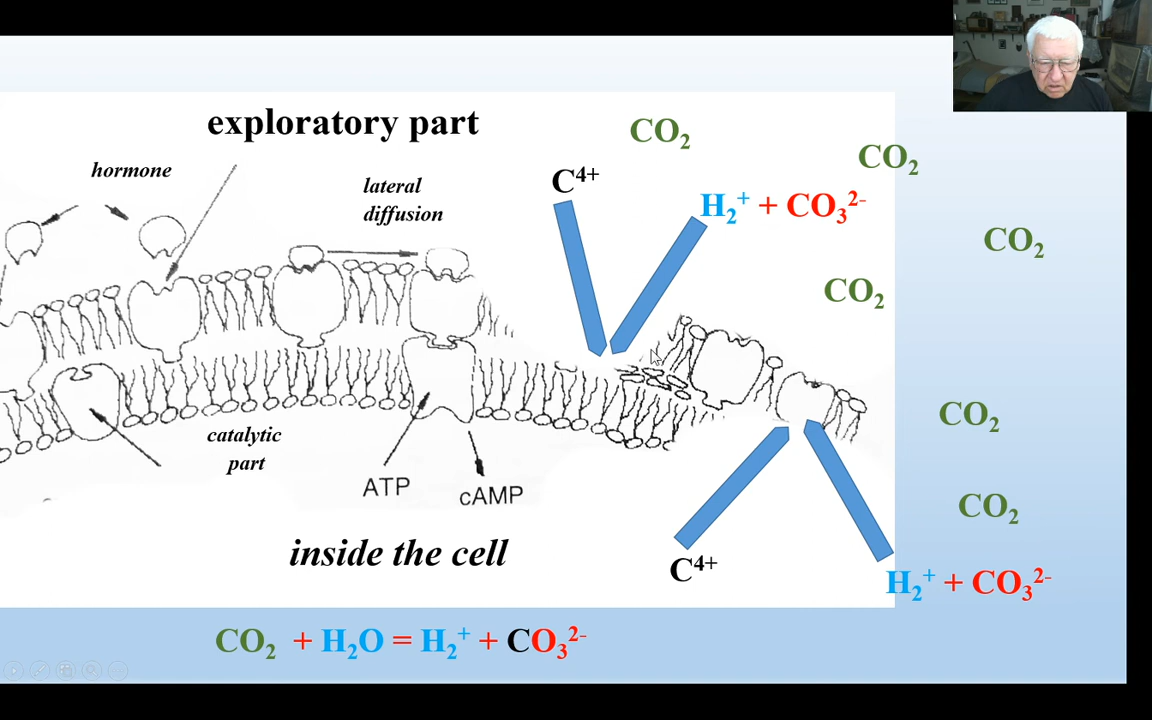 exploratory part
CO₂
CO₂
hormone
lateral
diffusion
C⁴⁺
H₂⁺ + CO₃²⁻
CO₂
CO₂
CO₂
catalytic
part
ATP
cAMP
CO₂
inside the cell
C⁴⁺
H₂⁺ + CO₃²⁻
CO₂ + H₂O = H₂⁺ + CO₃²⁻